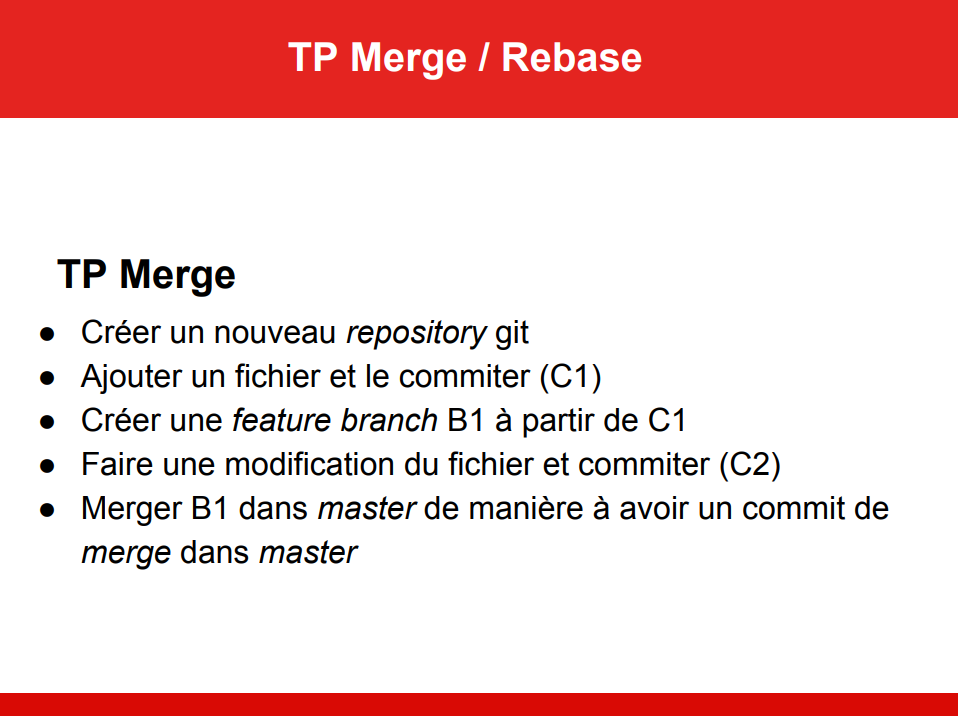 TP Merge / Rebase
TP Merge
● Créer un nouveau repository git
● Ajouter un fichier et le commiter (C1)
● Créer une feature branch B1 à partir de C1
● Faire une modification du fichier et commiter (C2)
● Merger B1 dans master de manière à avoir un commit de
merge dans master